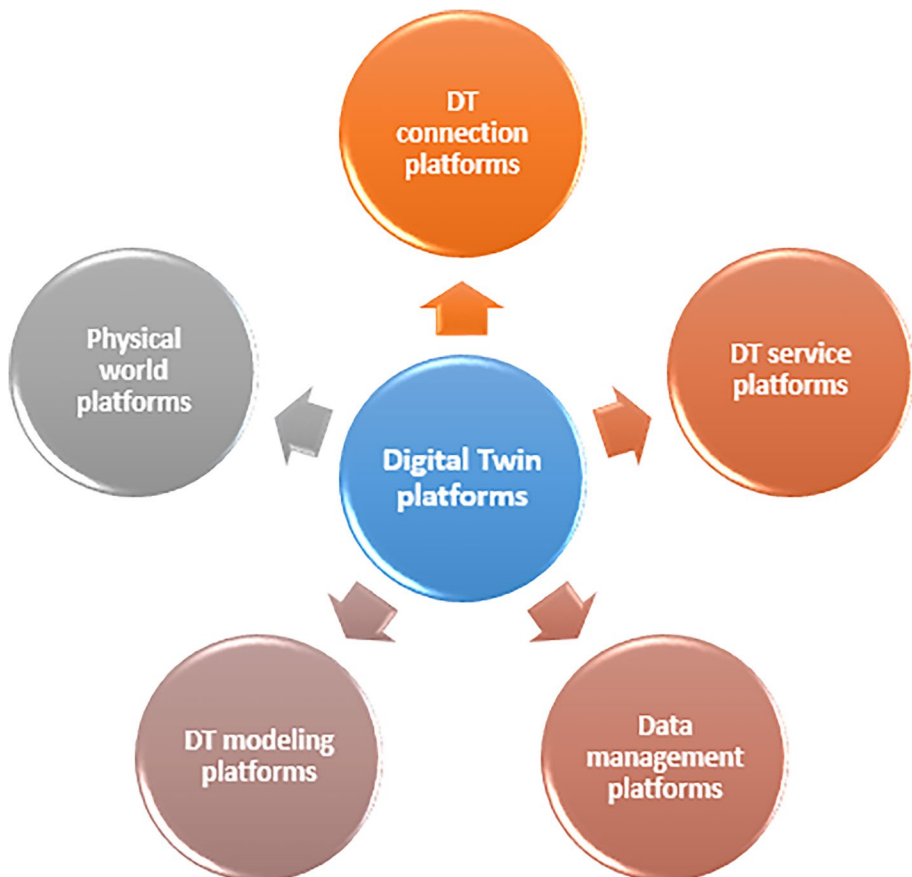 DT
connection
platforms
Physical
world
platforms
DT service
platforms
Digital Twin
platforms
DT modeling
platforms
Data
management
platforms